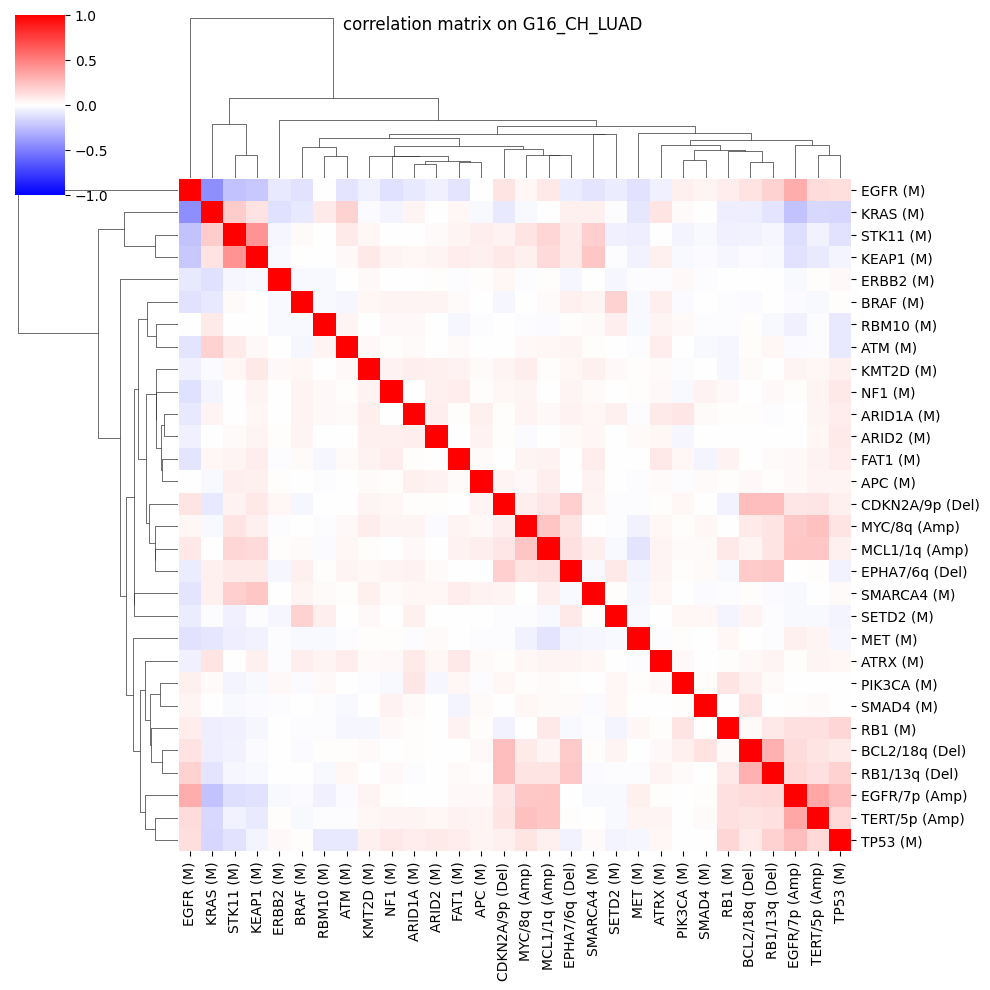 correlation matrix on G16_CH_LUAD
1.0
0.5
0.0
−0.5
−1.0
EGFR (M)
KRAS (M)
STK11 (M)
KEAP1 (M)
ERBB2 (M)
BRAF (M)
RBM10 (M)
ATM (M)
KMT2D (M)
NF1 (M)
ARID1A (M)
ARID2 (M)
FAT1 (M)
APC (M)
CDKN2A/9p (Del)
MYC/8q (Amp)
MCL1/1q (Amp)
EPHA7/6q (Del)
SMARCA4 (M)
SETD2 (M)
MET (M)
ATRX (M)
PIK3CA (M)
SMAD4 (M)
RB1 (M)
BCL2/18q (Del)
RB1/13q (Del)
EGFR/7p (Amp)
TERT/5p (Amp)
TP53 (M)
EGFR (M)
KRAS (M)
STK11 (M)
KEAP1 (M)
ERBB2 (M)
BRAF (M)
RBM10 (M)
ATM (M)
KMT2D (M)
NF1 (M)
ARID1A (M)
ARID2 (M)
FAT1 (M)
APC (M)
CDKN2A/9p (Del)
MYC/8q (Amp)
MCL1/1q (Amp)
EPHA7/6q (Del)
SMARCA4 (M)
SETD2 (M)
MET (M)
ATRX (M)
PIK3CA (M)
SMAD4 (M)
RB1 (M)
BCL2/18q (Del)
RB1/13q (Del)
EGFR/7p (Amp)
TERT/5p (Amp)
TP53 (M)